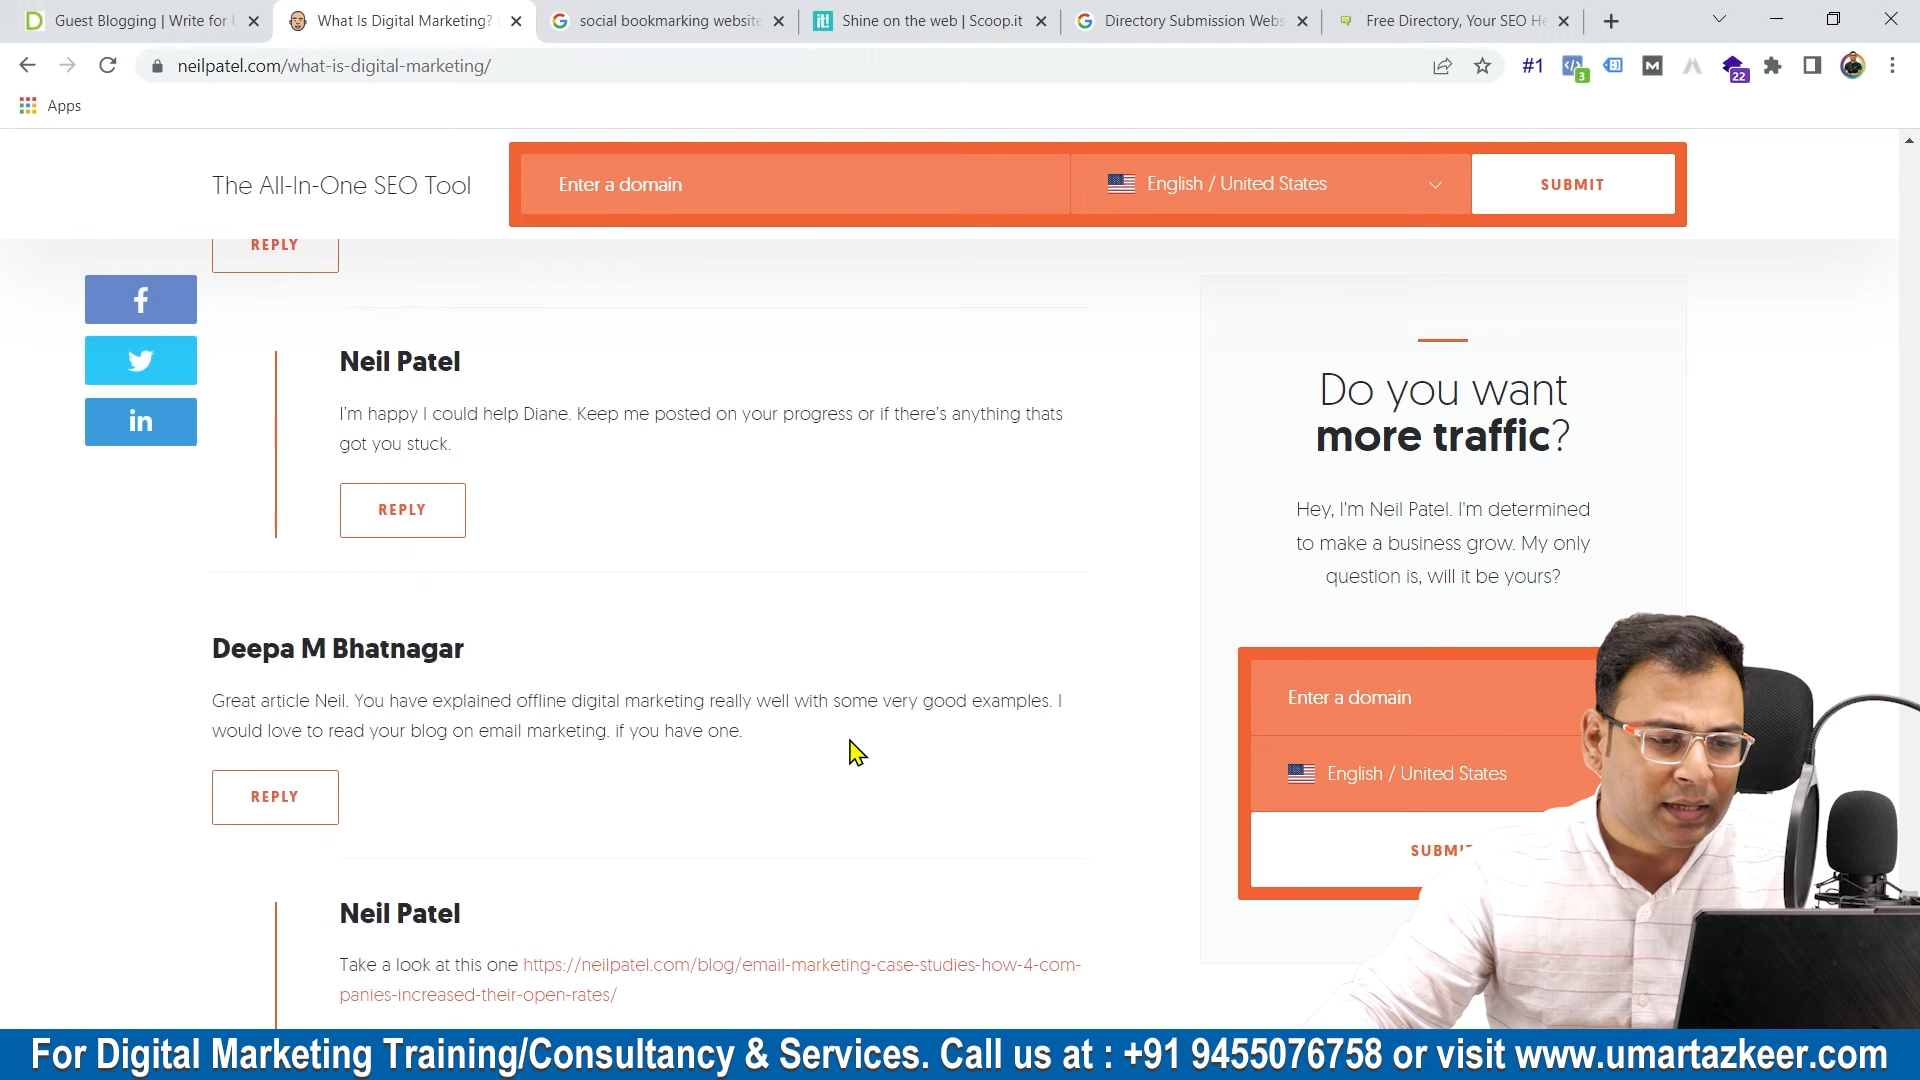 Guest Blogging | Write for U
What Is Digital Marketing?
social bookmarking website
Shine on the web | Scoop.it
Directory Submission Webs
Free Directory, Your SEO He
neilpatel.com/what-is-digital-marketing/
#1
3
22
Apps
The All-In-One SEO Tool
Enter a domain
English / United States
SUBMIT
REPLY
Neil Patel
I'm happy I could help Diane. Keep me posted on your progress or if there's anything thats
got you stuck.
REPLY
Deepa M Bhatnagar
Great article Neil. You have explained offline digital marketing really well with some very good examples. I
would love to read your blog on email marketing. if you have one.
REPLY
Neil Patel
Take a look at this one https://neilpatel.com/blog/email-marketing-case-studies-how-4-com-
panies-increased-their-open-rates/
Do you want
more traffic?
Hey, I'm Neil Patel. I'm determined
to make a business grow. My only
question is, will it be yours?
Enter a domain
English / United States
SUBMIT
For Digital Marketing Training/Consultancy & Services. Call us at : +91 9455076758 or visit www.umartazkeer.com